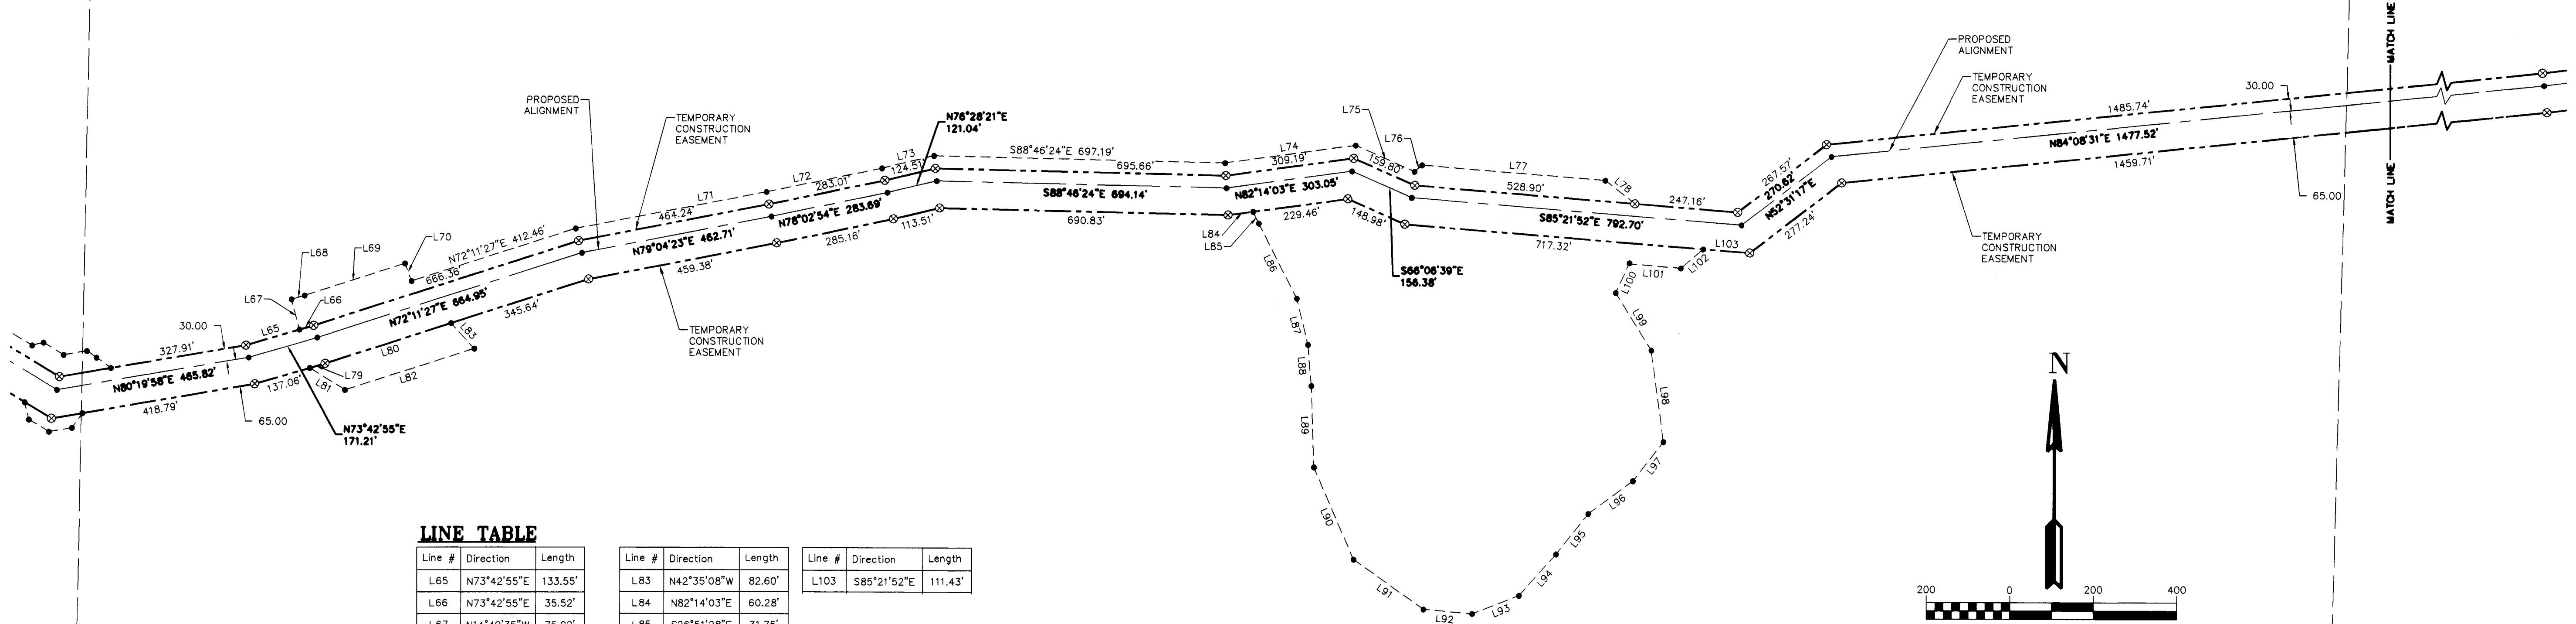 MATCH LINE
MATCH LINE
PROPOSED
ALIGNMENT
TEMPORARY
CONSTRUCTION
EASEMENT
30.00
1485.74'
N84°08'31"E 1477.52'
1459.71'
65.00
PROPOSED
ALIGNMENT
TEMPORARY
CONSTRUCTION
EASEMENT
N76°28'21"E
121.04'
L75
L76
L74
L73
S88°46'24"E 697.19'
695.66'
309.19'
159.80'
L77
L78
267.57'
270.62'
N52°31'17"E
277.24'
L72
283.01'
124.51'
L71
464.24'
528.90'
247.16'
S88°46'24"E 694.14'
N82°14'03"E 303.05'
N78°02'54"E 283.69'
N79°04'23"E 462.71'
690.83'
229.46'
148.98'
S85°21'52"E 792.70'
L84
L85
717.32'
L103
L102
TEMPORARY
CONSTRUCTION
EASEMENT
L68
L69
L70
N72°11'27"E 412.46'
666.36'
285.16'
113.51'
459.38'
L86
S66°06'39"E
156.38'
L100
L101
L67
L66
N72°11'27"E 664.95'
345.64'
L87
L99
30.00
L65
327.91'
L80
L83
TEMPORARY
CONSTRUCTION
EASEMENT
N
L88
N80°19'58"E 465.82'
137.06'
L79
L81
L82
418.79'
65.00
N73°42'55"E
171.21'
L89
L98
L97
L96
L90
L95
L94
L91
L92
L93
LINE TABLE
Line # Direction Length
L65 N73°42'55"E 133.55'
L66 N73°42'55"E 35.52'
Line # Direction Length
L83 N42°35'08"W 82.60'
L84 N82°14'03"E 60.28'
Line # Direction Length
L103 S85°21'52"E 111.43'
200 0 200 400